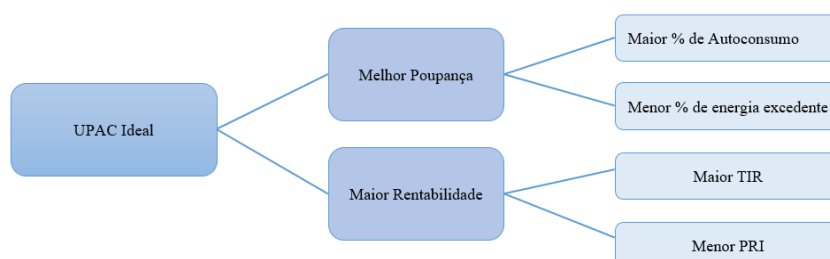 UPAC Ideal
Melhor Poupança
Maior Rentabilidade
Maior % de Autoconsumo
Menor % de energia excedente
Maior TIR
Menor PRI